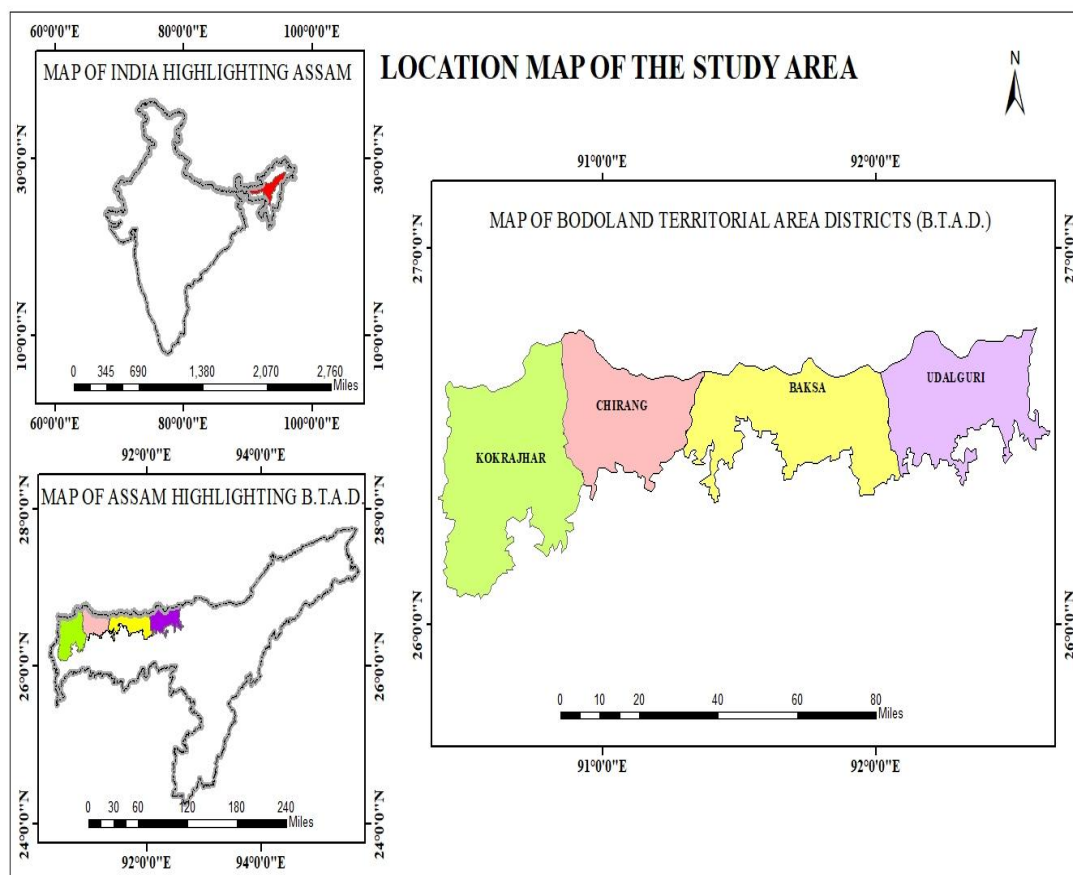 LOCATION MAP OF THE STUDY AREA
N
60°0'0"E 80°0'0"E 100°0'0"E
MAP OF INDIA HIGHLIGHTING ASSAM
30°0'0"N
30°0'0"N
10°0'0"N
10°0'0"N
0 345 690 1,380 2,070 2,760
Miles
60°0'0"E 80°0'0"E 100°0'0"E
92°0'0"E 94°0'0"E
MAP OF ASSAM HIGHLIGHTING B.T.A.D.
28°0'0"N
28°0'0"N
26°0'0"N
26°0'0"N
24°0'0"N
24°0'0"N
0 30 60 120 180 240
Miles
92°0'0"E 94°0'0"E
91°0'0"E 92°0'0"E
MAP OF BODOLAND TERRITORIAL AREA DISTRICTS (B.T.A.D.)
27°0'0"N
27°0'0"N
UDALGURI
BAKSA
CHIRANG
KOKRAJHAR
26°0'0"N
26°0'0"N
0 10 20 40 60 80
Miles
91°0'0"E 92°0'0"E